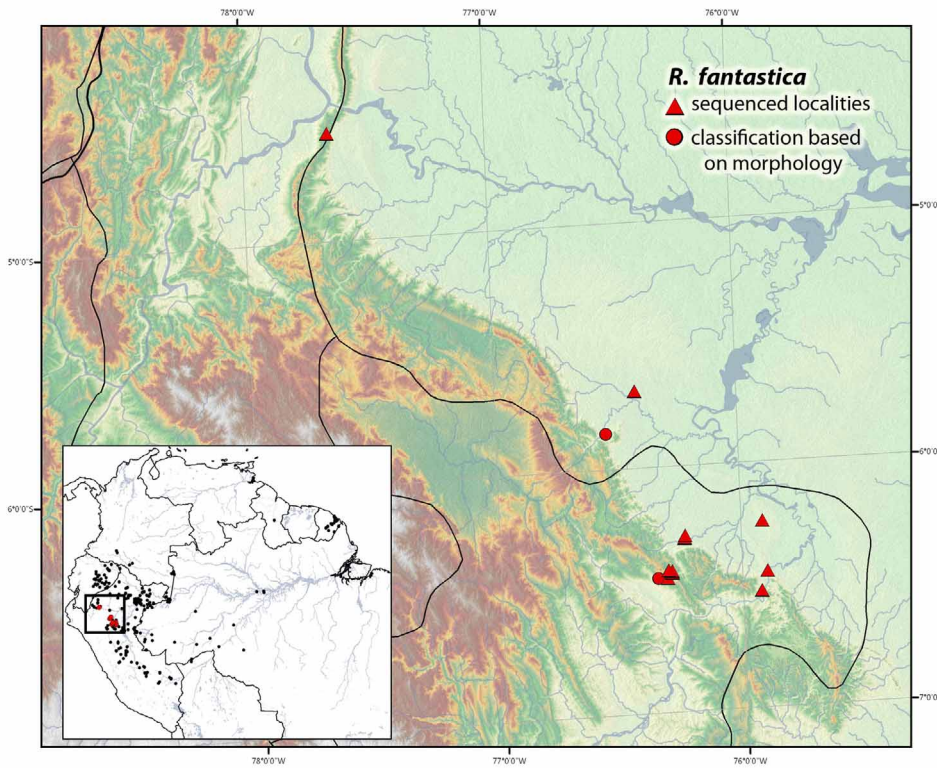 78°0'0"W
77°0'0"W
76°0'0"W
R. fantastica
sequenced localities
classification based
on morphology
5°0'0
5°0'0"S
6°0'0
6°0'0"S
7°0'0
78°0'0"W
77°0'0"W
76°0'0"W